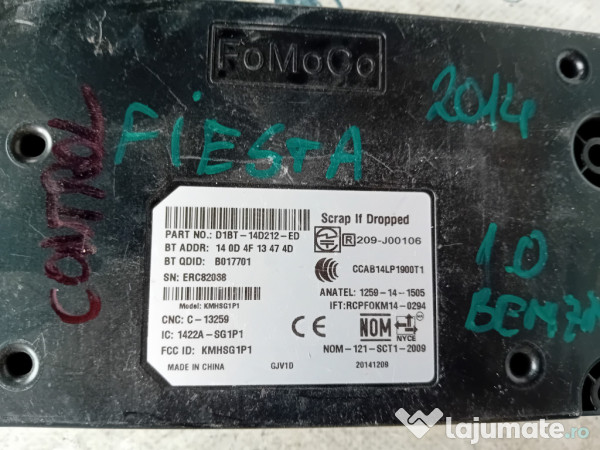 FoMoCo
CONTROL
FIESTA
2014
1.0
Scrap If Dropped
PART NO.: D1BT-14D212-ED
BT ADDR: 14 0D 4F 13 47 4D
BT QDID: B017701
SN: ERC82038
Model: KMHSG1P1
CNC: C-13259
IC: 1422A-SG1P1
FCC ID: KMHSG1P1
MADE IN CHINA
GJV1D
R 209-J00106
CCAB14LP1900T1
ANATEL: 1259-14-1505
IFT:RCPFOKM14-0294
CE
NOM
NYCE
NOM-121-SCT1-2009
20141209
lajumate.ro